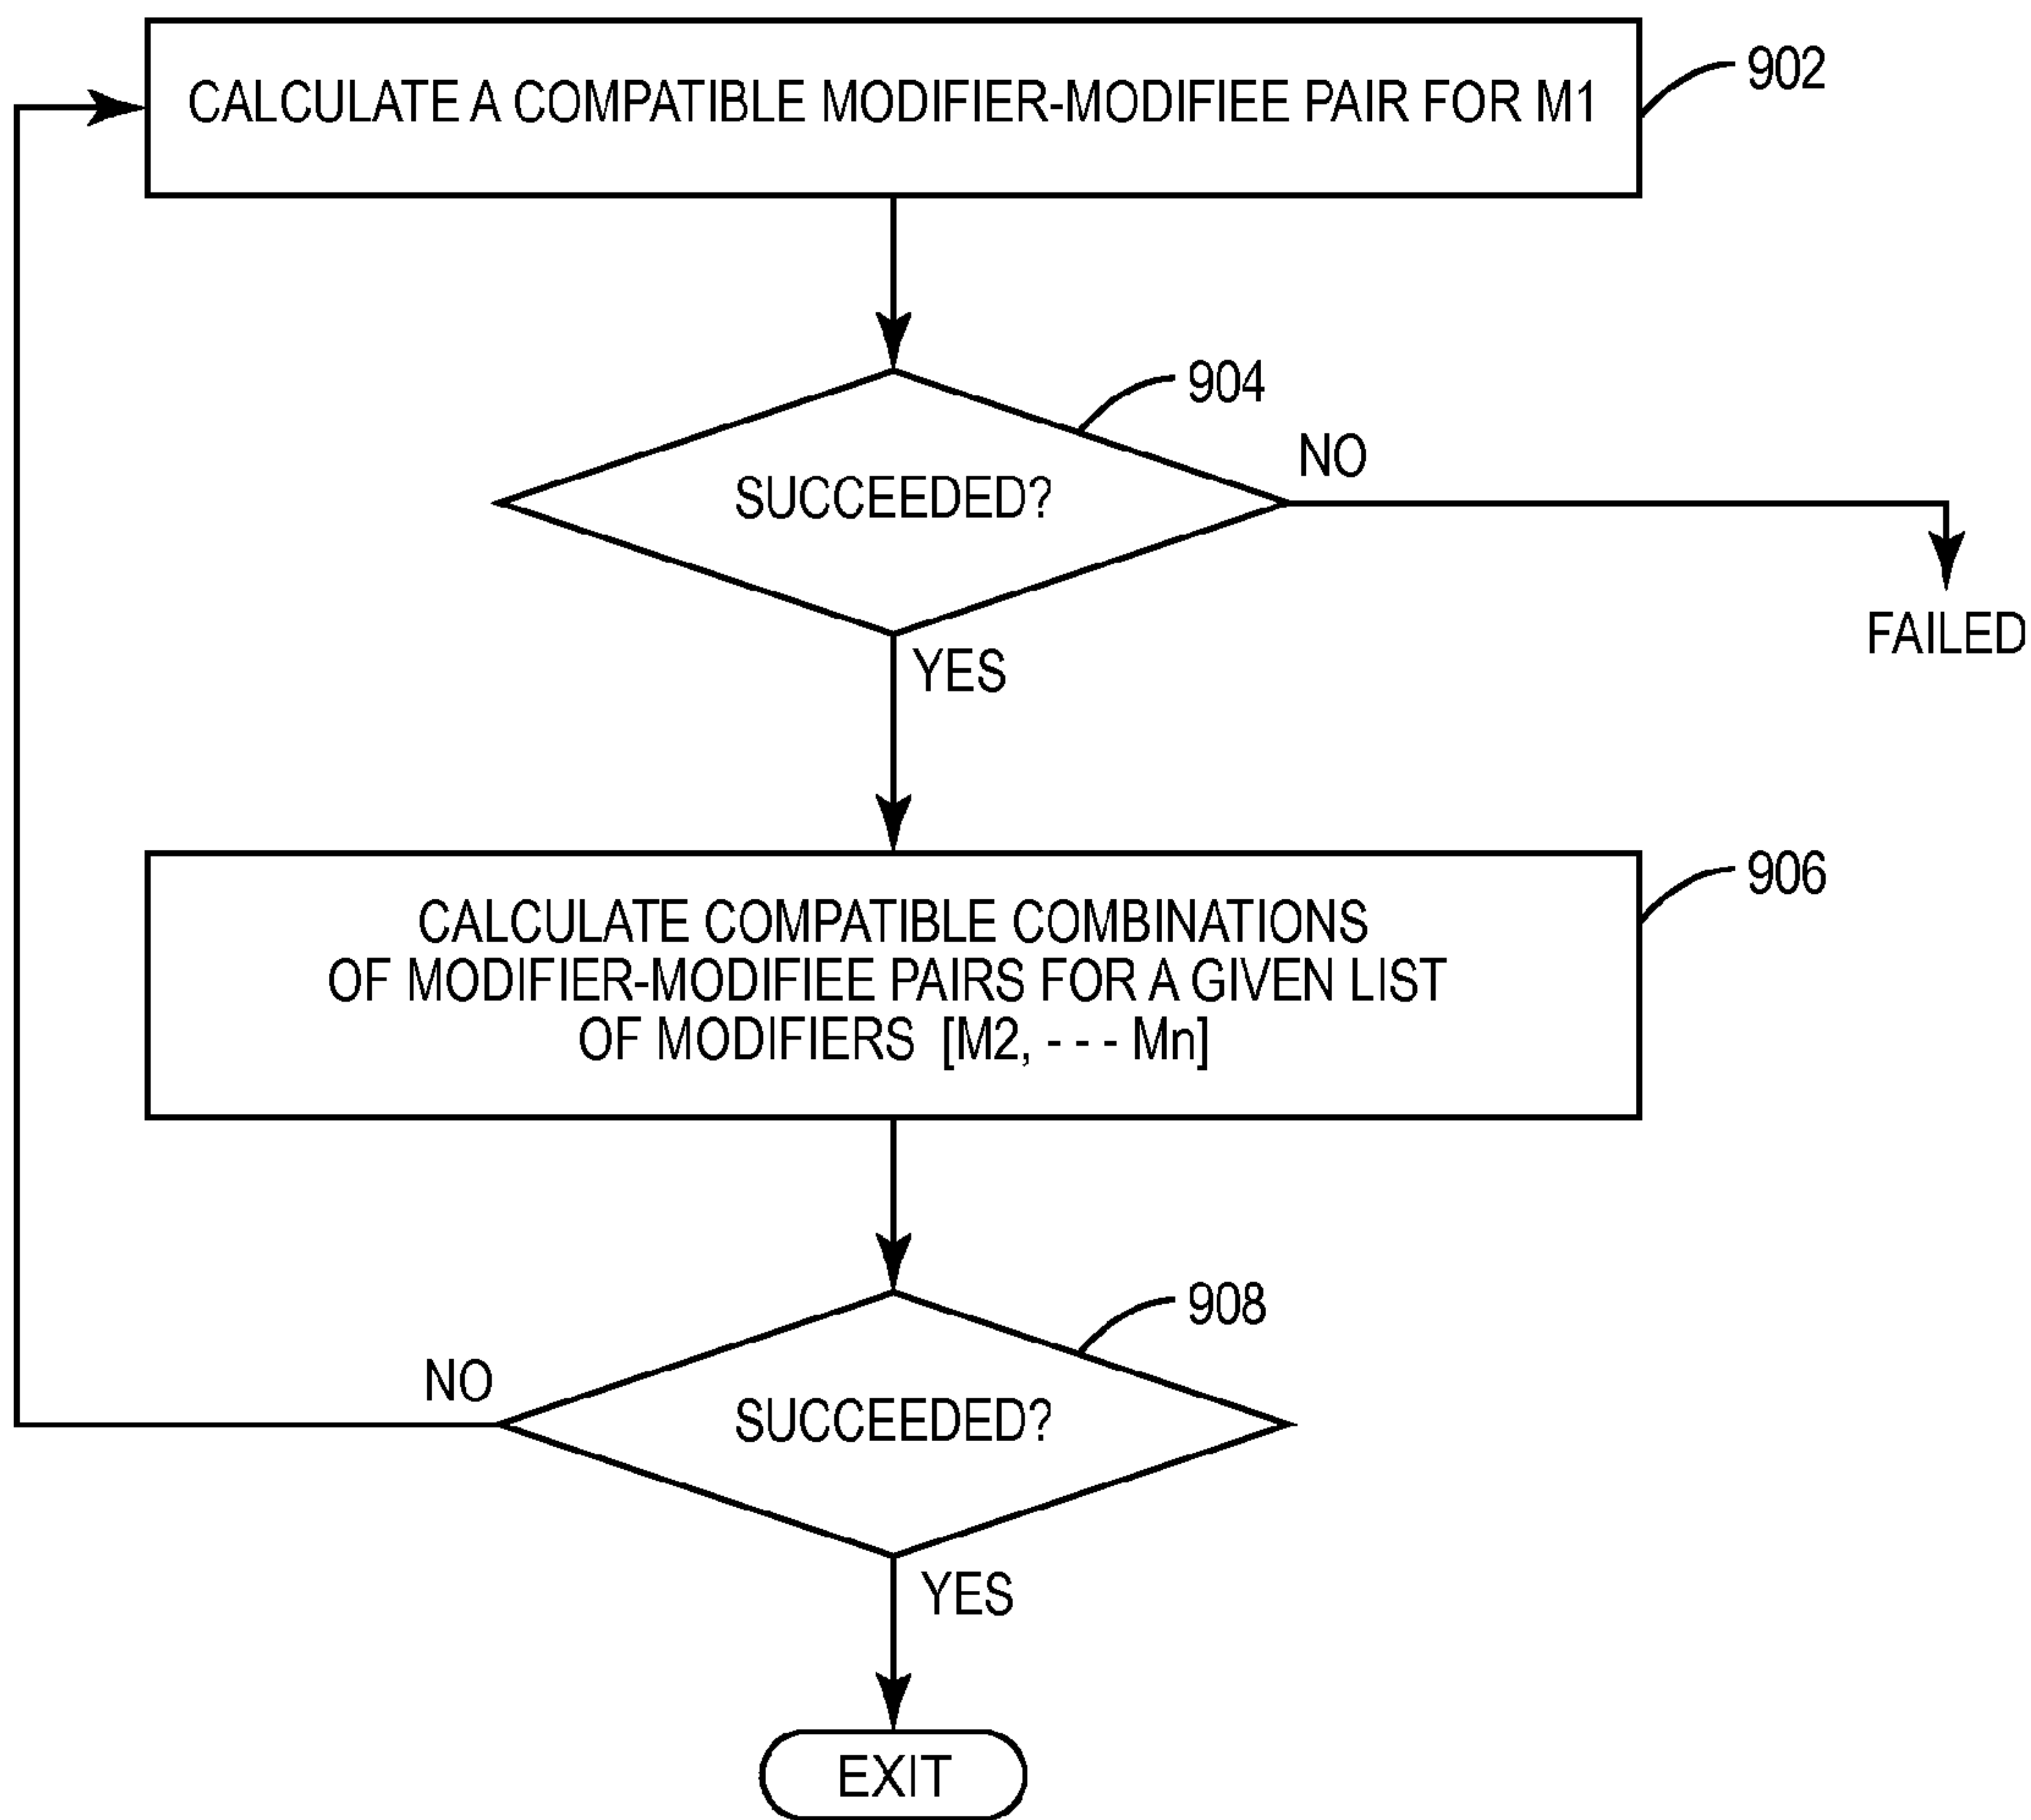 CALCULATE A COMPATIBLE MODIFIER-MODIFIEE PAIR FOR M1
902
904
SUCCEEDED?
NO
FAILED
YES
906
CALCULATE COMPATIBLE COMBINATIONS
OF MODIFIER-MODIFIEE PAIRS FOR A GIVEN LIST
OF MODIFIERS [M2, - - - Mn]
908
NO
SUCCEEDED?
YES
EXIT